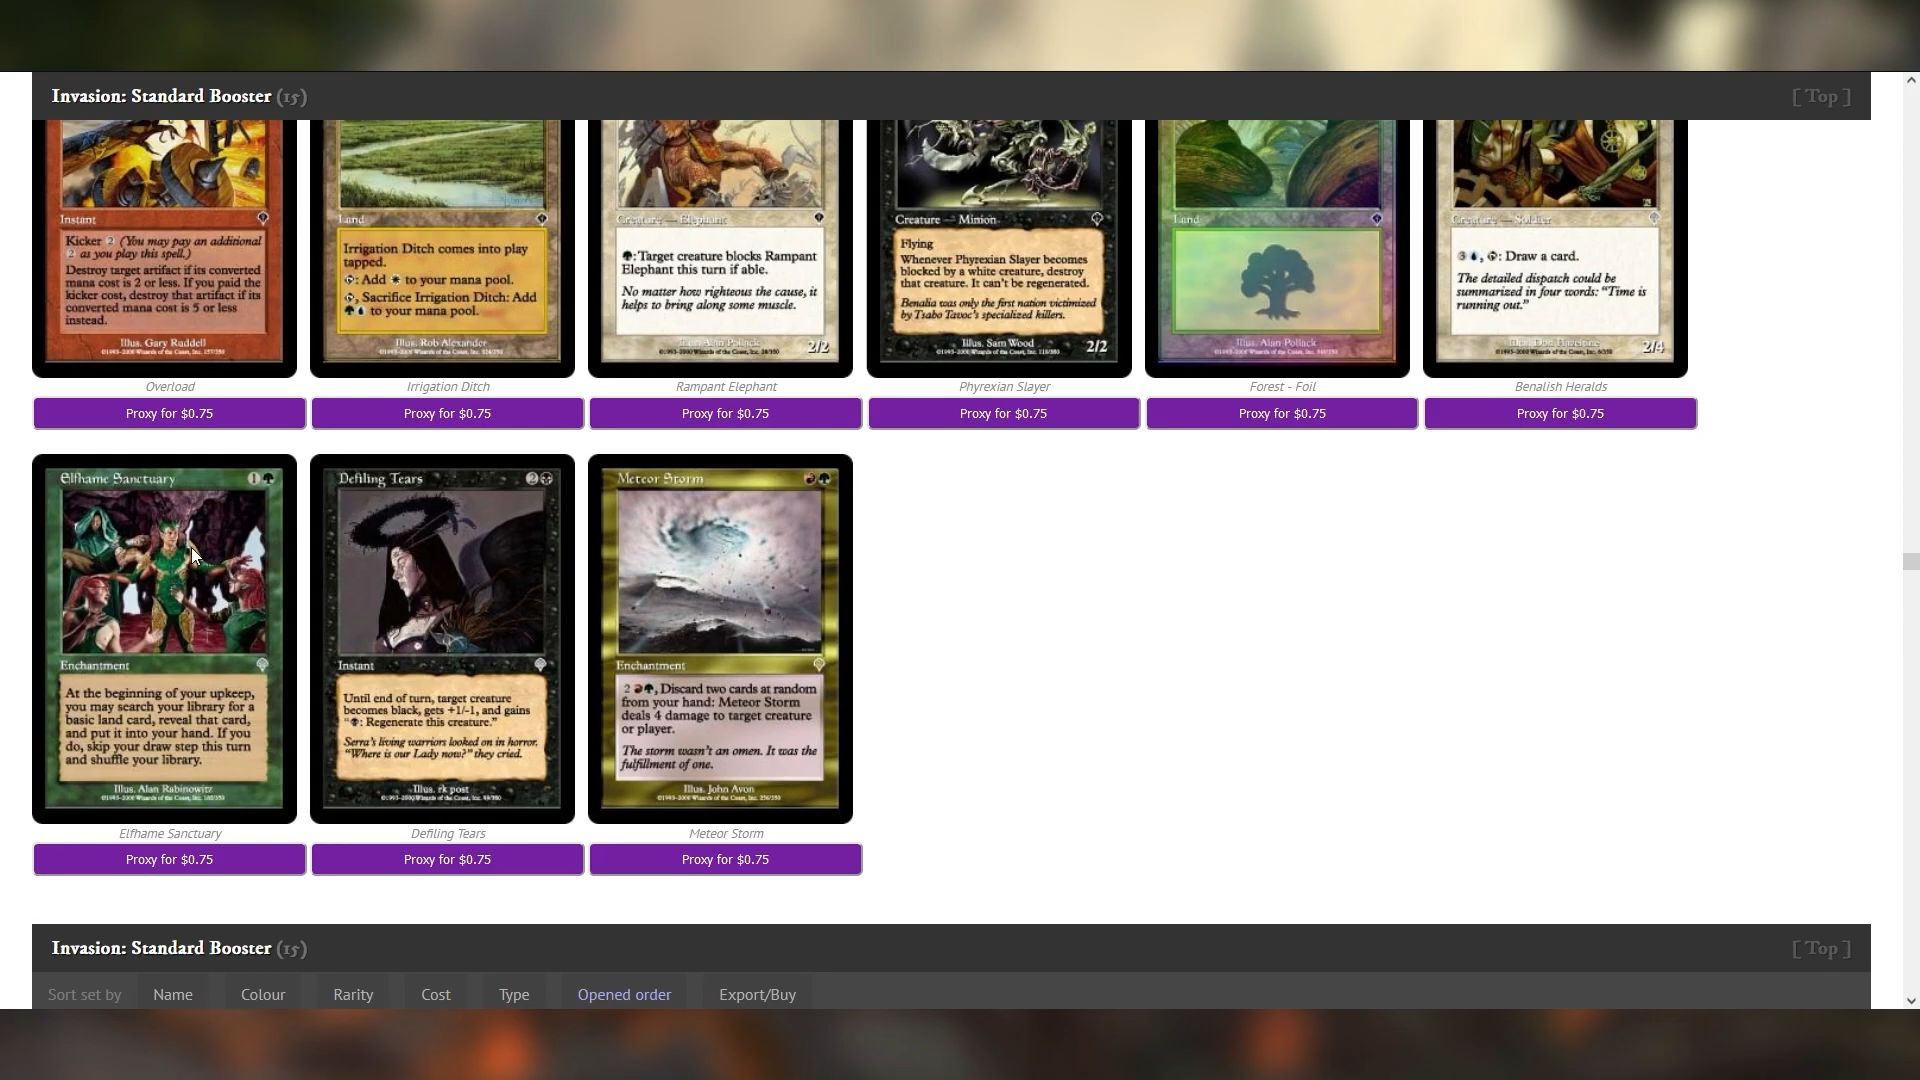 Invasion: Standard Booster (15)
[ Top ]
Instant
Kicker 2 (You may pay an additional
2 as you play this spell.)
Destroy target artifact if its converted
mana cost is 2 or less. If you paid the
kicker cost, destroy that artifact if its
converted mana cost is 5 or less
instead.
Illus. Gary Ruddell
Overload
Proxy for $0.75
Land
Irrigation Ditch comes into play
tapped.
: Add to your mana pool.
, Sacrifice Irrigation Ditch: Add
to your mana pool.
Illus. Rob Alexander
Irrigation Ditch
Proxy for $0.75
Creature — Elephant
:Target creature blocks Rampant
Elephant this turn if able.
No matter how righteous the cause, it
helps to bring along some muscle.
Illus. Alan Pollack
2/2
Rampant Elephant
Proxy for $0.75
Creature — Minion
Flying
Whenever Phyrexian Slayer becomes
blocked by a white creature, destroy
that creature. It can't be regenerated.
Benalia was only the first nation victimized
by Tsabo Tavoc's specialized killers.
Illus. Sam Wood
2/2
Phyrexian Slayer
Proxy for $0.75
Land
Illus. Alan Pollack
Forest - Foil
Proxy for $0.75
Creature — Soldier
3 , : Draw a card.
The detailed dispatch could be
summarized in four words: “Time is
running out.”
2/4
Benalish Heralds
Proxy for $0.75
Elfhame Sanctuary
1
Enchantment
At the beginning of your upkeep,
you may search your library for a
basic land card, reveal that card,
and put it into your hand. If you
do, skip your draw step this turn
and shuffle your library.
Illus. Alan Rabinowitz
Elfhame Sanctuary
Proxy for $0.75
Defiling Tears
2
Instant
Until end of turn, target creature
becomes black, gets +1/-1, and gains
“ : Regenerate this creature.”
Serra's living warriors looked on in horror.
“Where is our Lady now?” they cried.
Illus. rk post
Defiling Tears
Proxy for $0.75
Meteor Storm
Enchantment
2 , Discard two cards at random
from your hand: Meteor Storm
deals 4 damage to target creature
or player.
The storm wasn't an omen. It was the
fulfillment of one.
Illus. John Avon
Meteor Storm
Proxy for $0.75
Invasion: Standard Booster (15)
[ Top ]
Sort set by
Name
Colour
Rarity
Cost
Type
Opened order
Export/Buy